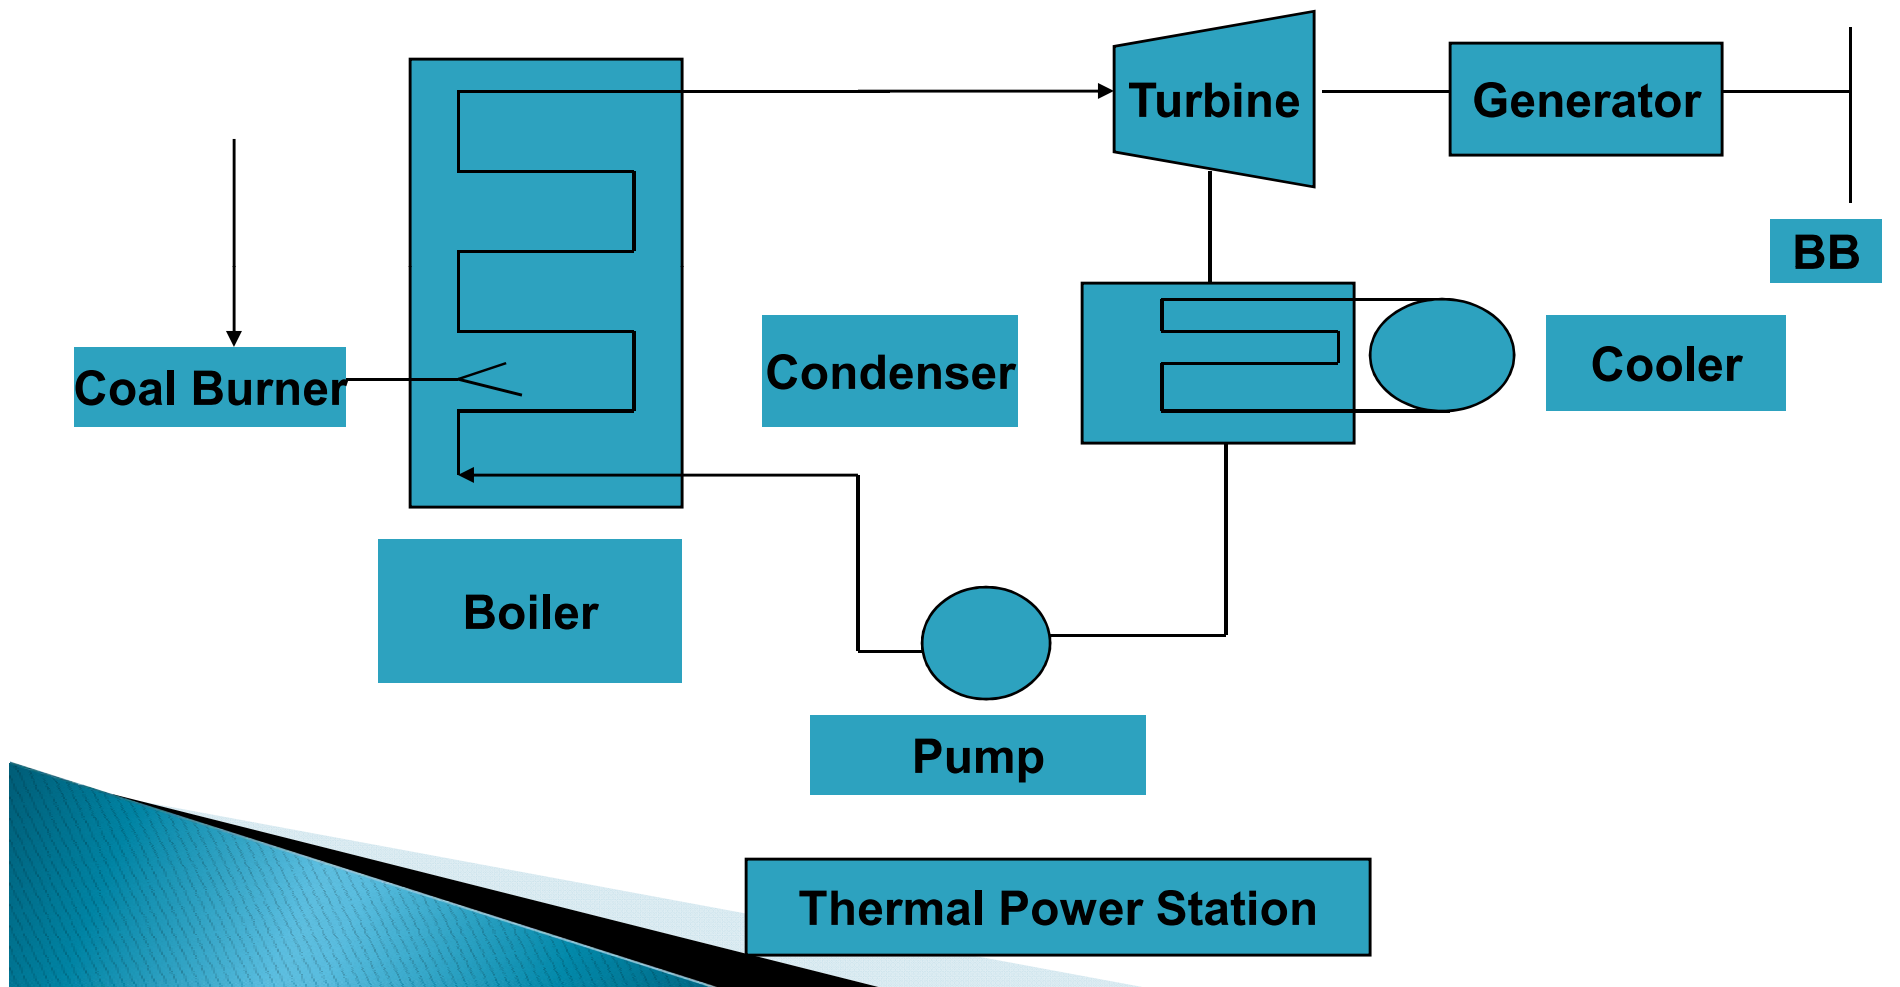 Turbine
Generator
BB
Coal Burner
Condenser
Cooler
Boiler
Pump
Thermal Power Station